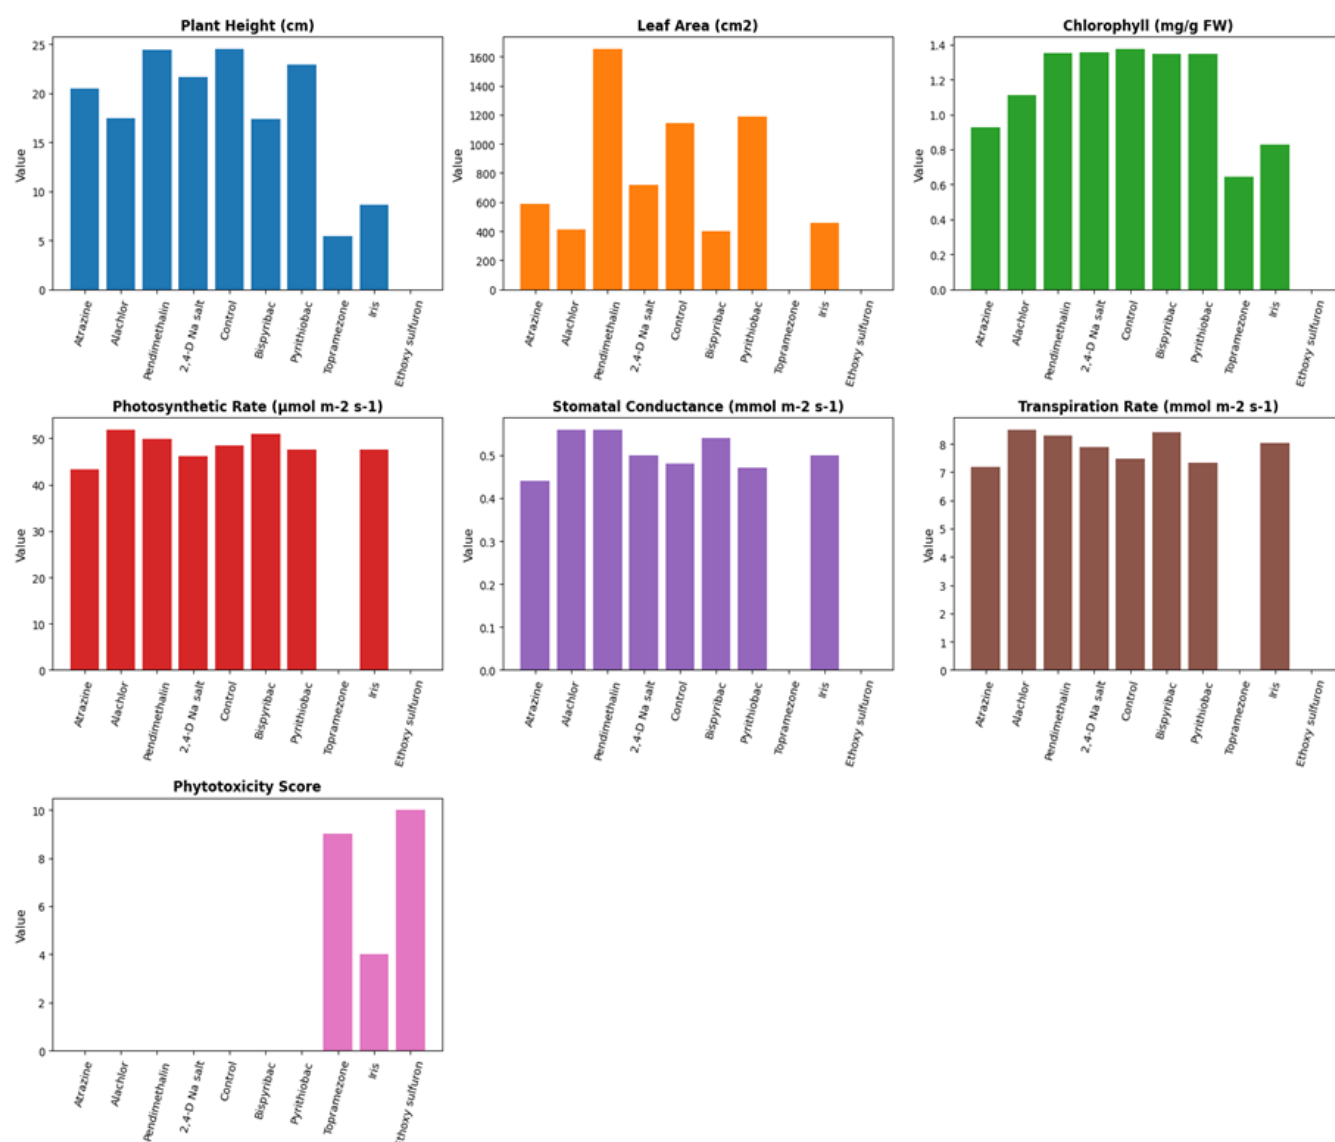 Plant Height (cm)
Leaf Area (cm2)
Chlorophyll (mg/g FW)
Value
25
20
15
10
5
0
Atrazine
Alachlor
Pendimethalin
2,4-D Na salt
Control
Bispyribac
Pyrithiobac
Topramezone
Iris
Ethoxy sulfuron
Value
1600
1400
1200
1000
800
600
400
200
0
Atrazine
Alachlor
Pendimethalin
2,4-D Na salt
Control
Bispyribac
Pyrithiobac
Topramezone
Iris
Ethoxy sulfuron
Value
1.4
1.2
1.0
0.8
0.6
0.4
0.2
0.0
Atrazine
Alachlor
Pendimethalin
2,4-D Na salt
Control
Bispyribac
Pyrithiobac
Topramezone
Iris
Ethoxy sulfuron
Photosynthetic Rate (µmol m-2 s-1)
Stomatal Conductance (mmol m-2 s-1)
Transpiration Rate (mmol m-2 s-1)
Value
50
40
30
20
10
0
Atrazine
Alachlor
Pendimethalin
2,4-D Na salt
Control
Bispyribac
Pyrithiobac
Topramezone
Iris
Ethoxy sulfuron
Value
0.5
0.4
0.3
0.2
0.1
0.0
Atrazine
Alachlor
Pendimethalin
2,4-D Na salt
Control
Bispyribac
Pyrithiobac
Topramezone
Iris
Ethoxy sulfuron
Value
8
7
6
5
4
3
2
1
0
Atrazine
Alachlor
Pendimethalin
2,4-D Na salt
Control
Bispyribac
Pyrithiobac
Topramezone
Iris
Ethoxy sulfuron
Phytotoxicity Score
Value
10
8
6
4
2
0
Atrazine
Alachlor
Pendimethalin
2,4-D Na salt
Control
Bispyribac
Pyrithiobac
Topramezone
Iris
Ethoxy sulfuron